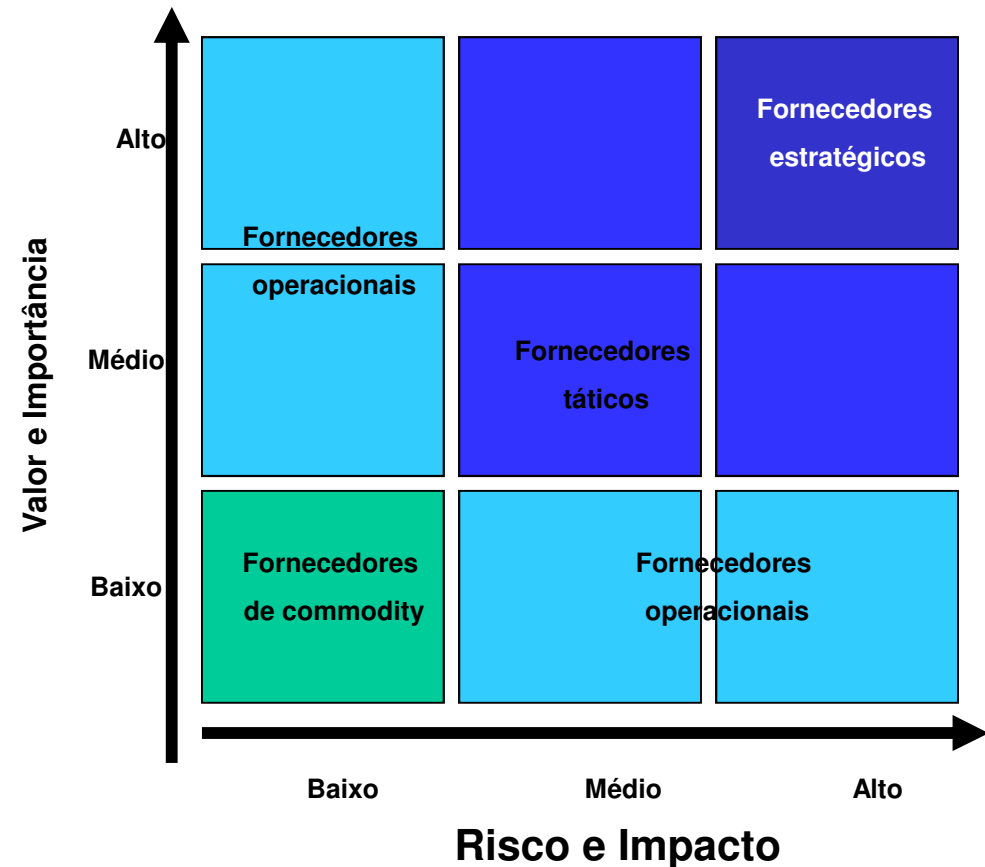 Fornecedores
estratégicos
Alto
Fornecedores
operacionais
Valor e Importância
Médio
Fornecedores
táticos
Baixo
Fornecedores
de commodity
Fornecedores
operacionais
Baixo
Médio
Alto
Risco e Impacto